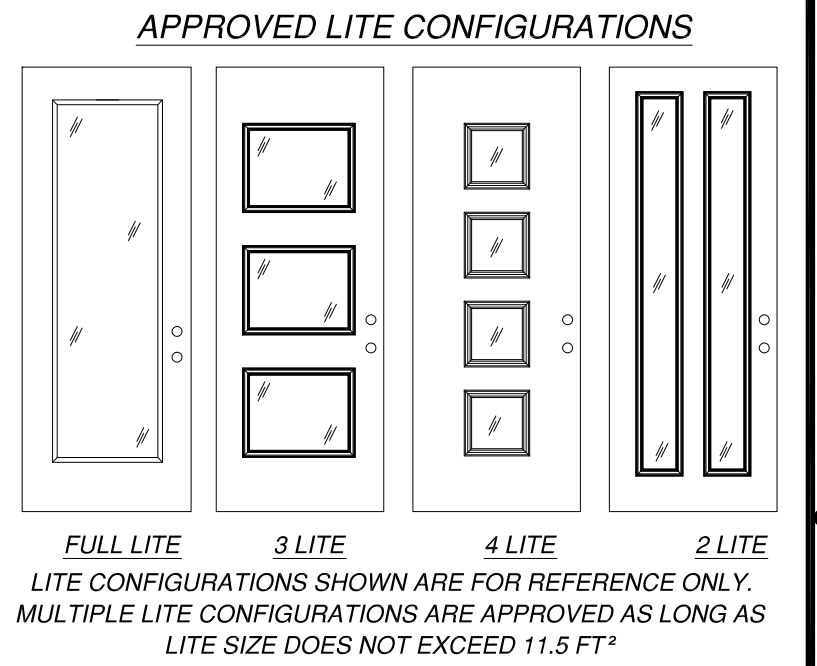 APPROVED LITE CONFIGURATIONS
FULL LITE
3 LITE
4 LITE
2 LITE
LITE CONFIGURATIONS SHOWN ARE FOR REFERENCE ONLY.
MULTIPLE LITE CONFIGURATIONS ARE APPROVED AS LONG AS
LITE SIZE DOES NOT EXCEED 11.5 FT²